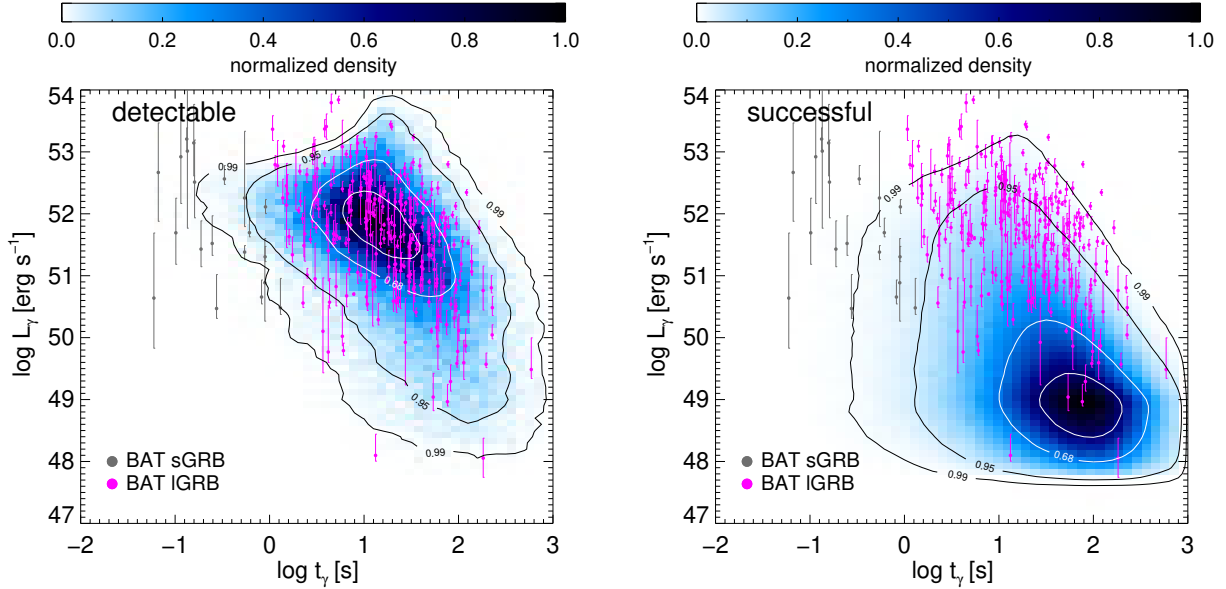 0.0 0.2 0.4 0.6 0.8 1.0
normalized density
detectable
54
53
52
51
50
49
48
47
log Lγ [erg s⁻¹]
0.99
0.95
0.99
0.68
0.95
0.99
BAT sGRB
BAT lGRB
−2 −1 0 1 2 3
log tγ [s]
0.0 0.2 0.4 0.6 0.8 1.0
normalized density
successful
54
53
52
51
50
49
48
47
log Lγ [erg s⁻¹]
0.99
0.95
0.99
0.68
0.95
0.99
BAT sGRB
BAT lGRB
−2 −1 0 1 2 3
log tγ [s]